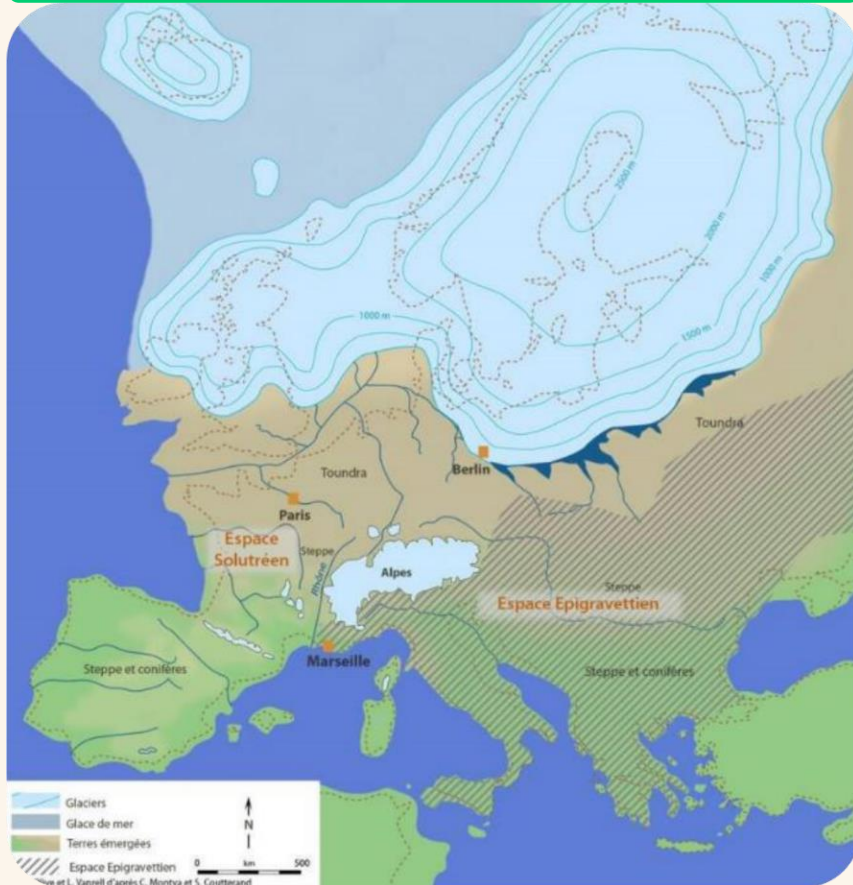 2500 m
2000 m
1000 m
1000 m
1500 m
Toundra
Berlin
Toundra
Paris
Espace
Solutréen
Steppe
Rhône
Alpes
Steppe
Espace Epigravettien
Marseille
Steppe et conifères
Steppe et conifères
Glaciers
Glace de mer
Terres émergées
Espace Epigravettien
N
0 km 500
et L. Vanrell d'après C. Montya et S. Coutterand